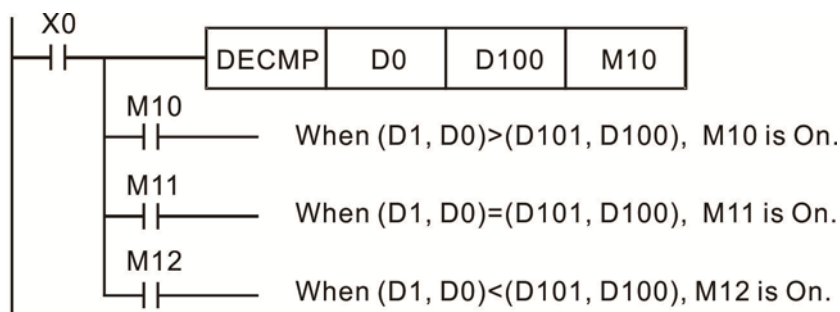 X0
DECMP D0 D100 M10
M10
When (D1, D0)>(D101, D100), M10 is On.
M11
When (D1, D0)=(D101, D100), M11 is On.
M12
When (D1, D0)<(D101, D100), M12 is On.